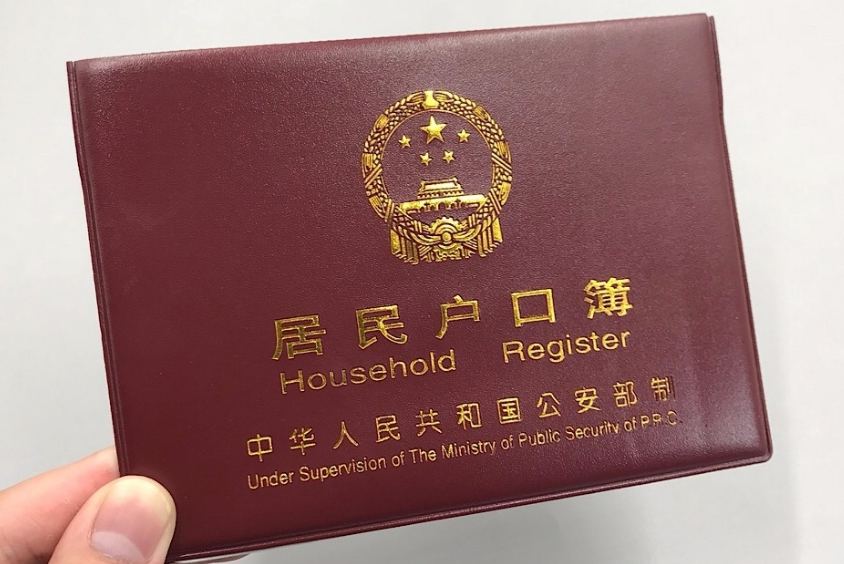 居民户口簿
Household Register
中华人民共和国公安部制
Under Supervision of The Ministry of Public Security of P.R.C.